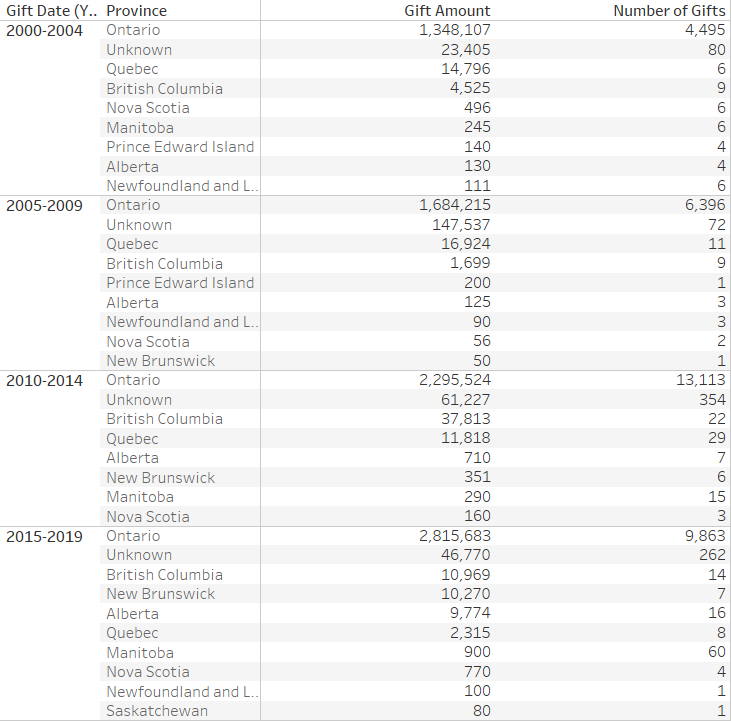 Gift Date (Y.. Province Gift Amount Number of Gifts
2000-2004 Ontario 1,348,107 4,495
Unknown 23,405 80
Quebec 14,796 6
British Columbia 4,525 9
Nova Scotia 496 6
Manitoba 245 6
Prince Edward Island 140 4
Alberta 130 4
Newfoundland and L.. 111 6
2005-2009 Ontario 1,684,215 6,396
Unknown 147,537 72
Quebec 16,924 11
British Columbia 1,699 9
Prince Edward Island 200 1
Alberta 125 3
Newfoundland and L.. 90 3
Nova Scotia 56 2
New Brunswick 50 1
2010-2014 Ontario 2,295,524 13,113
Unknown 61,227 354
British Columbia 37,813 22
Quebec 11,818 29
Alberta 710 7
New Brunswick 351 6
Manitoba 290 15
Nova Scotia 160 3
2015-2019 Ontario 2,815,683 9,863
Unknown 46,770 262
British Columbia 10,969 14
New Brunswick 10,270 7
Alberta 9,774 16
Quebec 2,315 8
Manitoba 900 60
Nova Scotia 770 4
Newfoundland and L.. 100 1
Saskatchewan 80 1